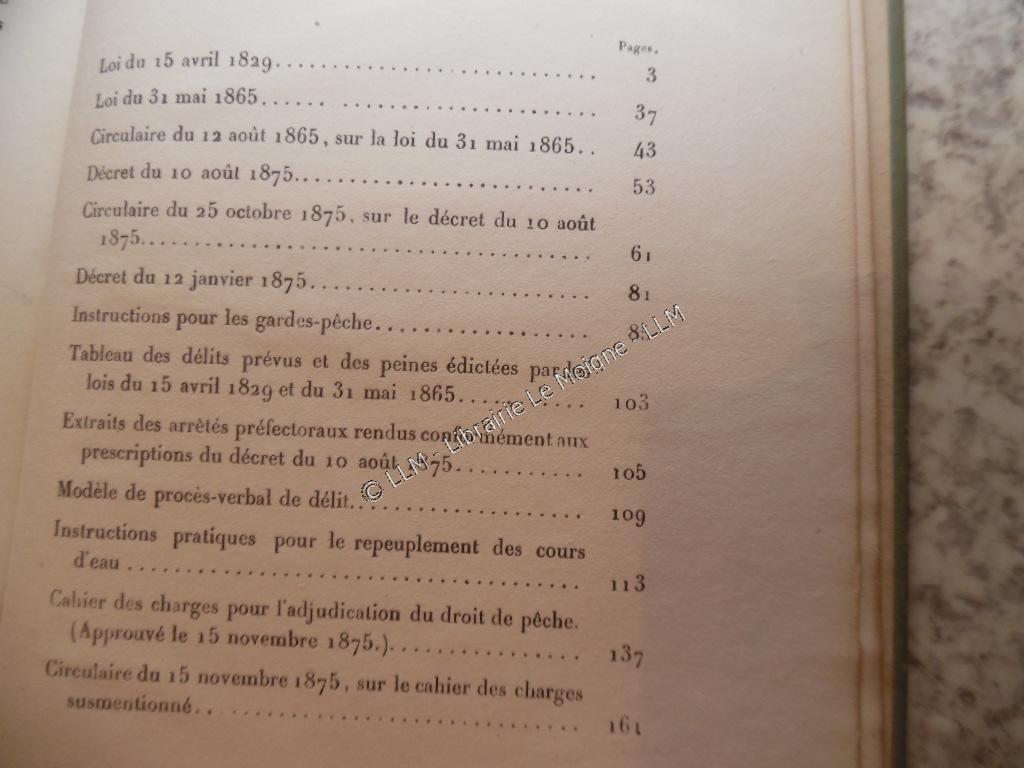 Pages.
Loi du 15 avril 1829............................ 3
Loi du 31 mai 1865...... ...................... 37
Circulaire du 12 août 1865, sur la loi du 31 mai 1865.. 43
Décret du 10 août 1875.......................... 53
Circulaire du 25 octobre 1875, sur le décret du 10 août
1875...................................... 61
Décret du 12 janvier 1875........................ 81
Instructions pour les gardes-pêche..................
Tableau des délits prévus et des peines édictées par
lois du 15 avril 1829 et du 31 mai 1865........... 103
Extraits des arrêtés préfectoraux rendus conformément aux
prescriptions du décret du 10 août 1875........... 105
Modèle de procès-verbal de délit.................... 109
Instructions pratiques pour le repeuplement des cours
d'eau ...................................... 113
Cahier des charges pour l'adjudication du droit de pêche.
(Approuvé le 15 novembre 1875.)................ 137
Circulaire du 15 novembre 1875, sur le cahier des charges
susmentionné.. .............................. 161
© LLM - Librairie Le Moigne - LLM